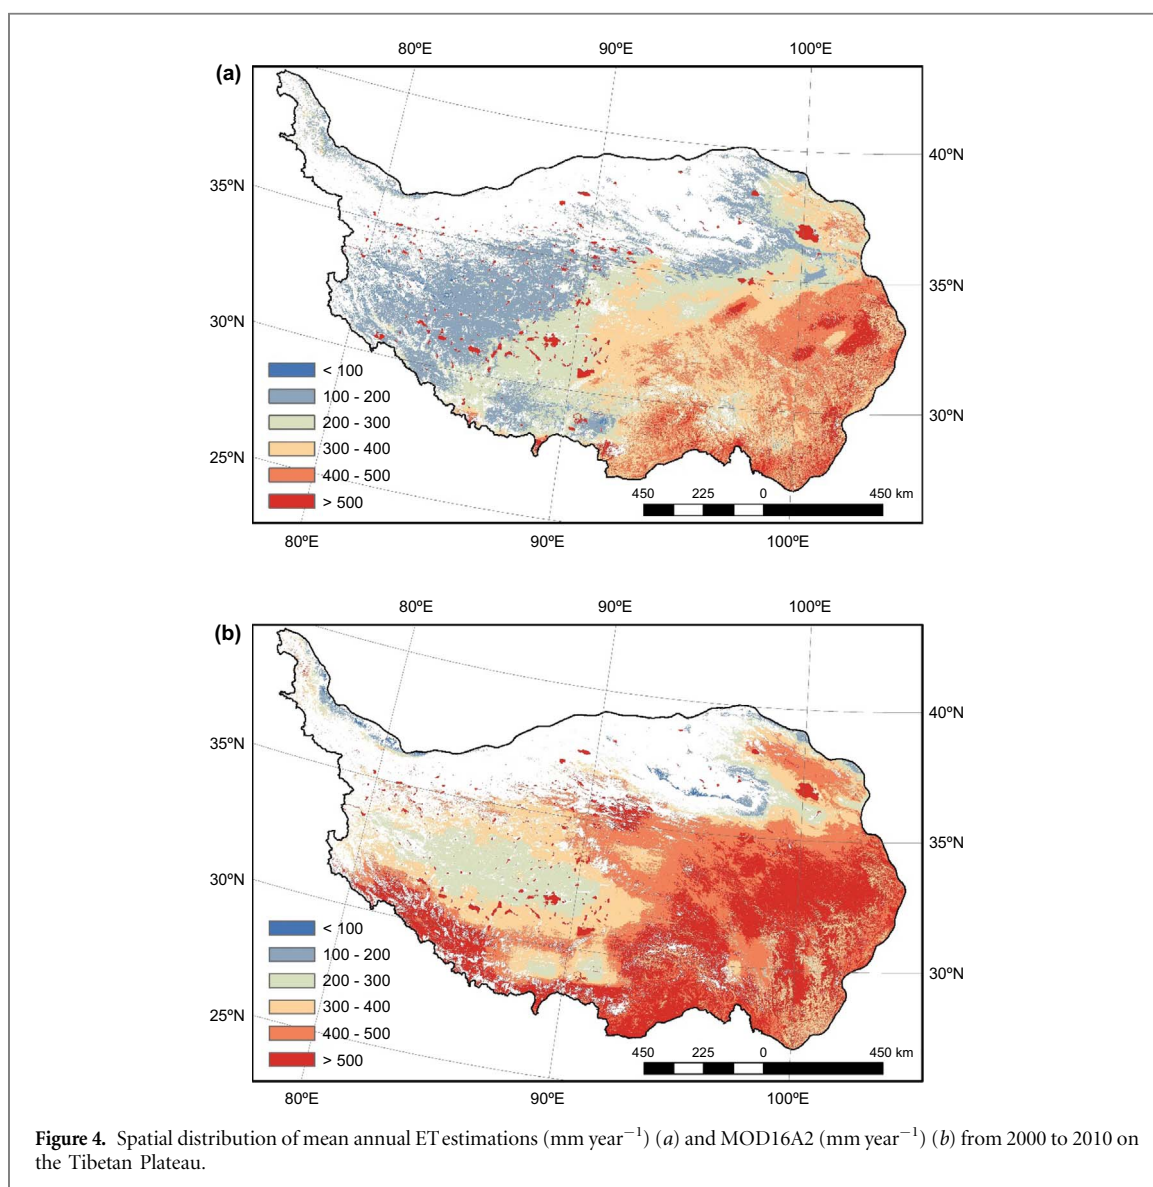 80ºE 90ºE 100ºE
(a)
40ºN
35ºN
35ºN
30ºN
30ºN
25ºN
< 100
100 - 200
200 - 300
300 - 400
400 - 500
> 500
450 225 0 450 km
80ºE 90ºE 100ºE
80ºE 90ºE 100ºE
(b)
40ºN
35ºN
35ºN
30ºN
30ºN
25ºN
< 100
100 - 200
200 - 300
300 - 400
400 - 500
> 500
450 225 0 450 km
80ºE 90ºE 100ºE
Figure 4. Spatial distribution of mean annual ET estimations (mm year−1) (a) and MOD16A2 (mm year−1) (b) from 2000 to 2010 on
the Tibetan Plateau.